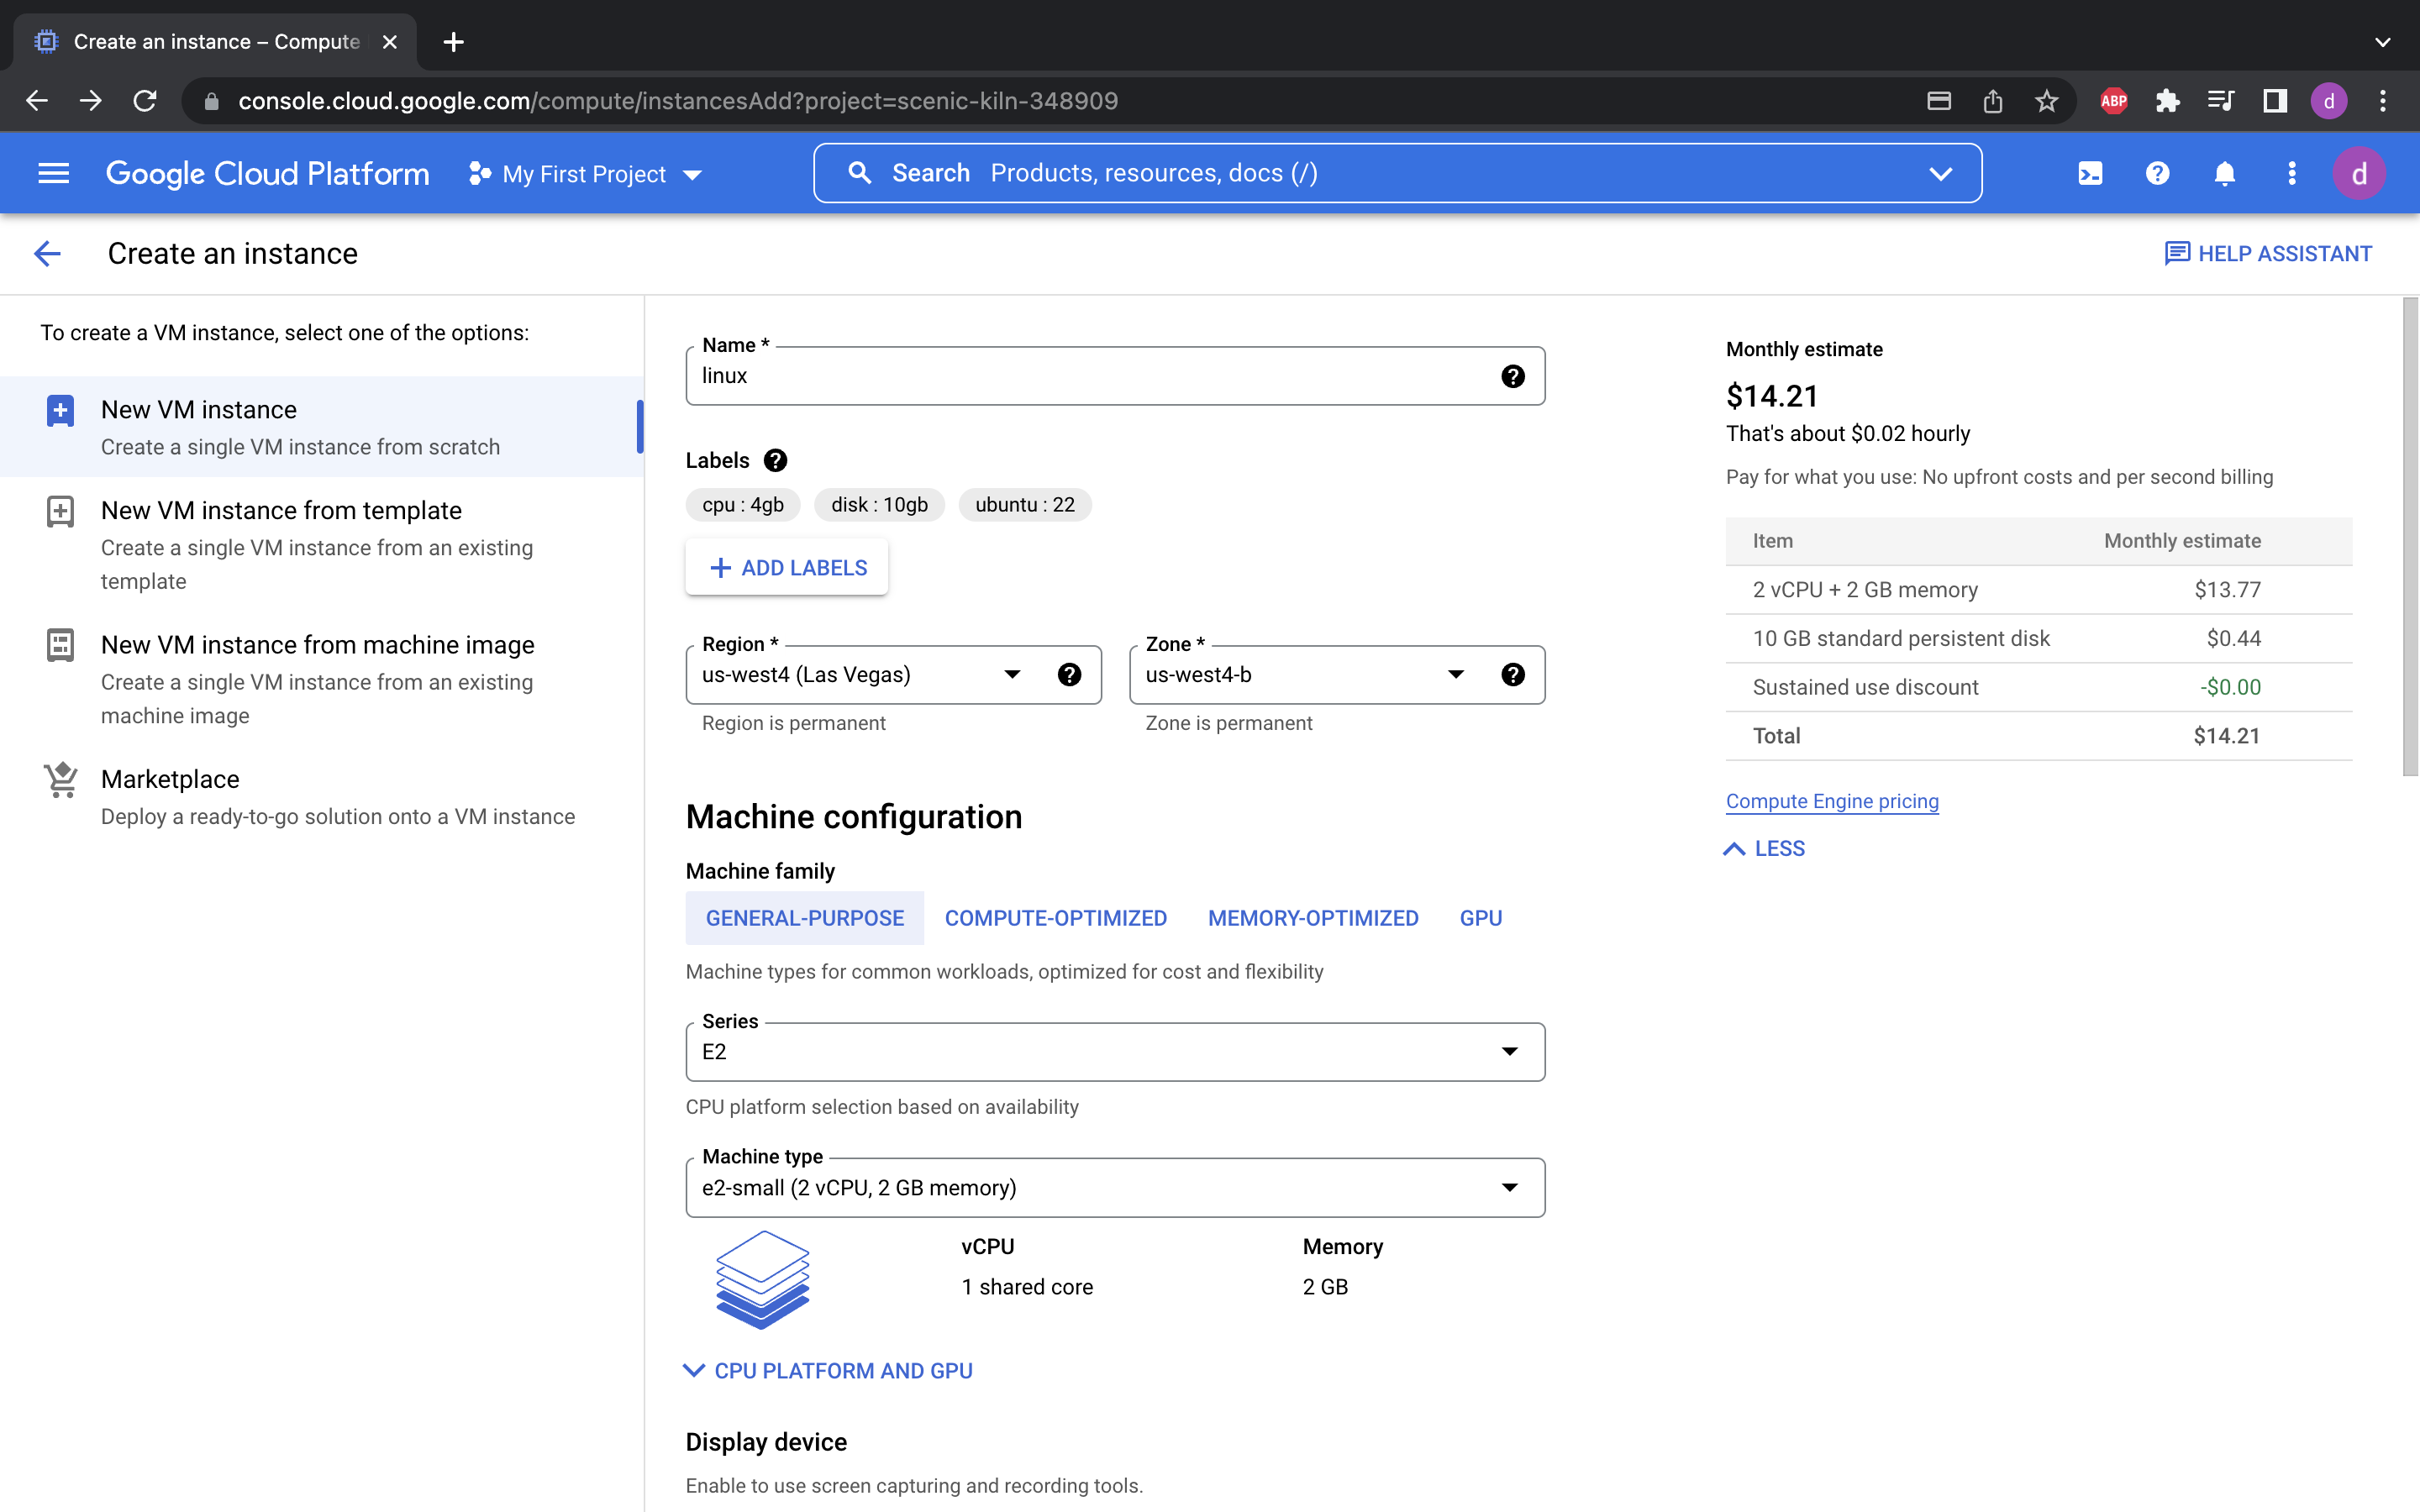 Create an instance – Compute
console.cloud.google.com/compute/instancesAdd?project=scenic-kiln-348909
ABP
d
Google Cloud Platform
My First Project
Search Products, resources, docs (/)
d
Create an instance
HELP ASSISTANT
To create a VM instance, select one of the options:
New VM instance
Create a single VM instance from scratch
New VM instance from template
Create a single VM instance from an existing
template
New VM instance from machine image
Create a single VM instance from an existing
machine image
Marketplace
Deploy a ready-to-go solution onto a VM instance
Name *
linux
Labels
cpu : 4gb
disk : 10gb
ubuntu : 22
ADD LABELS
Region *
us-west4 (Las Vegas)
Region is permanent
Zone *
us-west4-b
Zone is permanent
Machine configuration
Machine family
GENERAL-PURPOSE
COMPUTE-OPTIMIZED
MEMORY-OPTIMIZED
GPU
Machine types for common workloads, optimized for cost and flexibility
Series
E2
CPU platform selection based on availability
Machine type
e2-small (2 vCPU, 2 GB memory)
vCPU
1 shared core
Memory
2 GB
CPU PLATFORM AND GPU
Display device
Enable to use screen capturing and recording tools.
Monthly estimate
$14.21
That's about $0.02 hourly
Pay for what you use: No upfront costs and per second billing
Item Monthly estimate
2 vCPU + 2 GB memory $13.77
10 GB standard persistent disk $0.44
Sustained use discount -$0.00
Total $14.21
Compute Engine pricing
LESS